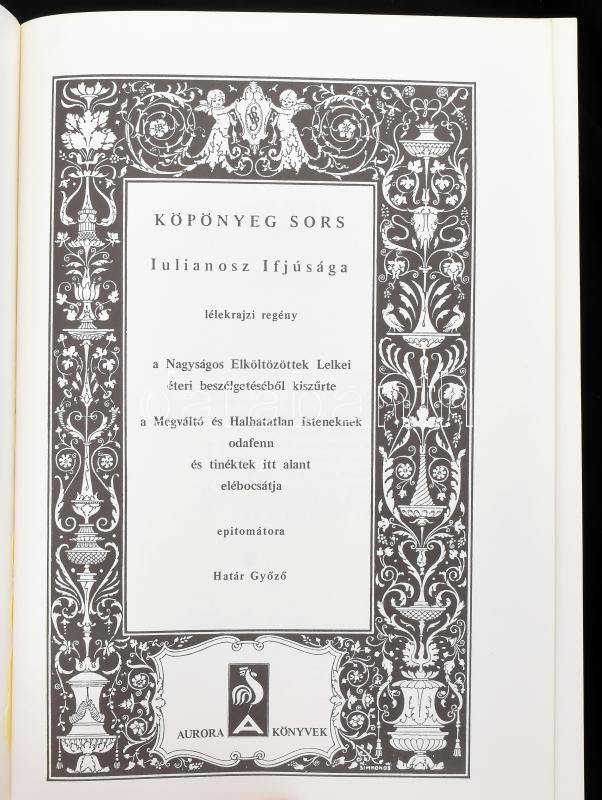 KÖPÖNYEG SORS
Iulianosz Ifjúsága
lélekrajzi regény
a Nagyságos Elköltözöttek Lelkei
éteri beszélgetéséből kiszűrte
a Megváltó és Halhatatlan isteneknek
odafenn
és tinéktek itt alant
elébocsátja
epitomátora
Határ Győző
AURORA A KÖNYVEK
SIMMONDS